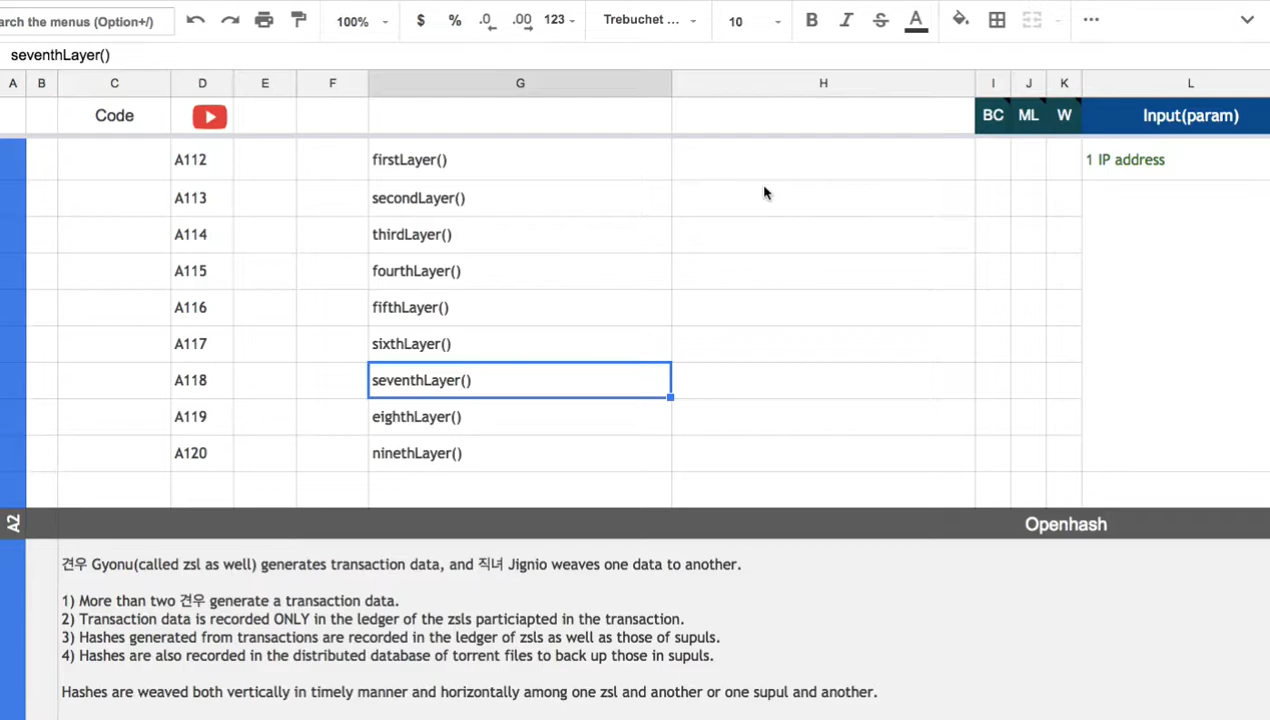 arch the menus (Option+/)
100%
$ % .0 .00 123
Trebuchet ...
10
B I S A
seventhLayer()
A B C D E F G H I J K L
Code
BC ML W Input(param)
A112 firstLayer() 1 IP address
A113 secondLayer()
A114 thirdLayer()
A115 fourthLayer()
A116 fifthLayer()
A117 sixthLayer()
A118 seventhLayer()
A119 eighthLayer()
A120 ninethLayer()
A2 Openhash
견우 Gyonu(called zsl as well) generates transaction data, and 직녀 Jignio weaves one data to another.
1) More than two 견우 generate a transaction data.
2) Transaction data is recorded ONLY in the ledger of the zsls particiapted in the transaction.
3) Hashes generated from transactions are recorded in the ledger of zsls as well as those of supuls.
4) Hashes are also recorded in the distributed database of torrent files to back up those in supuls.
Hashes are weaved both vertically in timely manner and horizontally among one zsl and another or one supul and another.